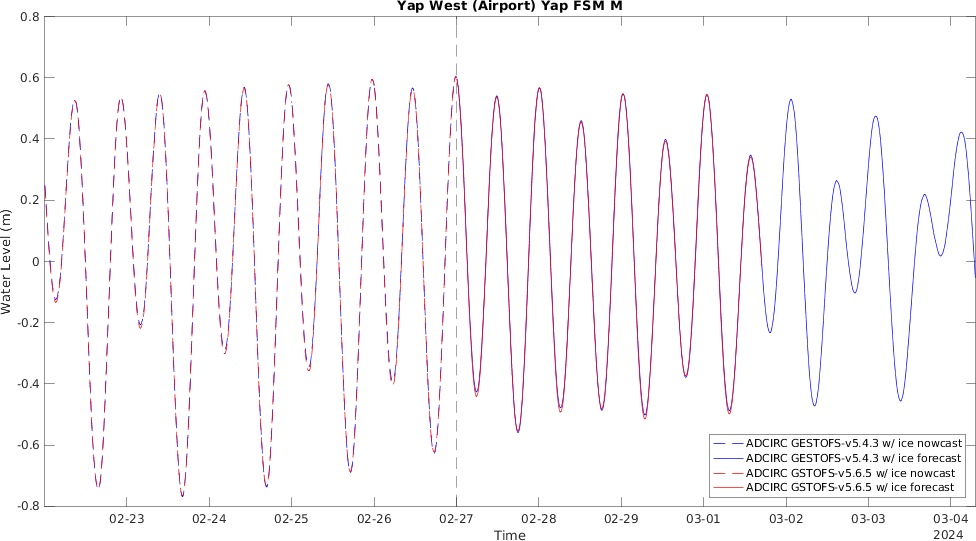 Yap West (Airport) Yap FSM M
0.8
0.6
0.4
0.2
0
-0.2
-0.4
-0.6
-0.8
Water Level (m)
ADCIRC GESTOFS-v5.4.3 w/ ice nowcast
ADCIRC GESTOFS-v5.4.3 w/ ice forecast
ADCIRC GSTOFS-v5.6.5 w/ ice nowcast
ADCIRC GSTOFS-v5.6.5 w/ ice forecast
02-23 02-24 02-25 02-26 02-27 02-28 02-29 03-01 03-02 03-03 03-04
Time 2024